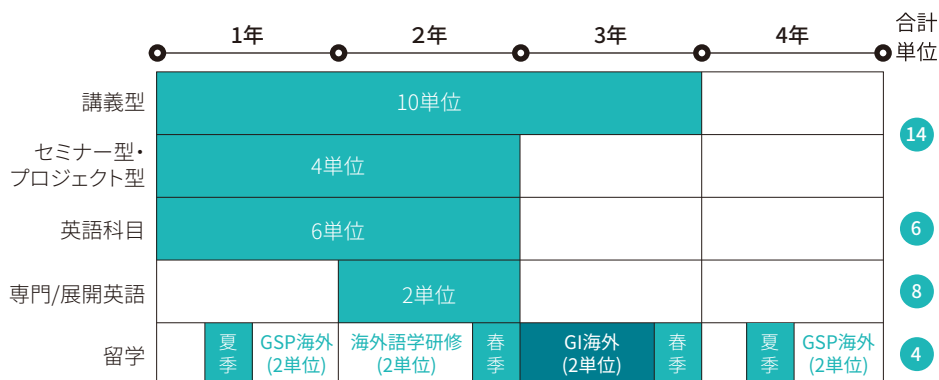 1年 2年 3年 4年 合計
単位
講義型 10単位
14
セミナー型・
プロジェクト型 4単位
英語科目 6単位 6
専門/展開英語 2単位 8
留学 夏季 GSP海外
(2単位) 海外語学研修
(2単位) 春季 GI海外
(2単位) 春季 夏季 GSP海外
(2単位) 4